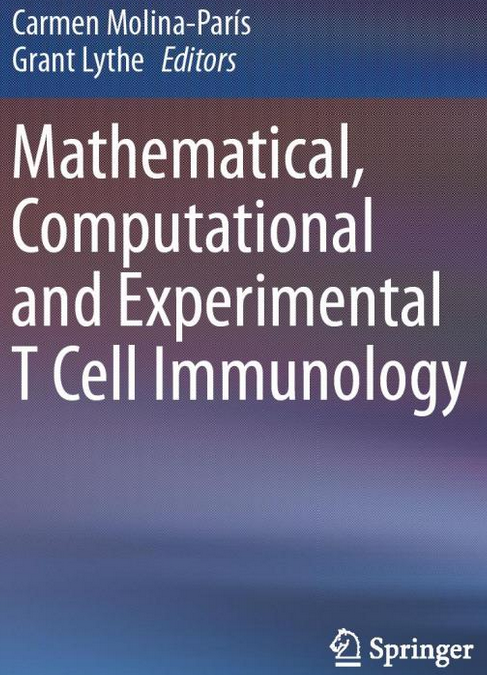 Carmen Molina-París
Grant Lythe Editors
Mathematical,
Computational
and Experimental
T Cell Immunology
Springer